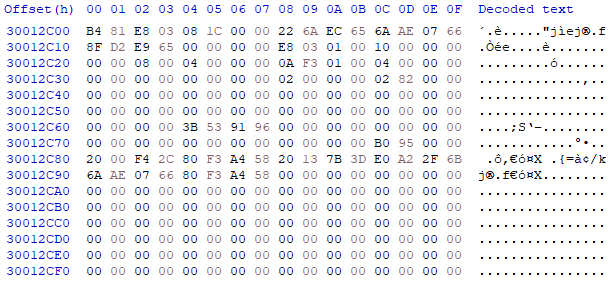 Offset(h) 00 01 02 03 04 05 06 07 08 09 0A 0B 0C 0D 0E 0F Decoded text
30012C00 B4 81 E8 03 08 1C 00 00 22 6A EC 65 6A AE 07 66 ´.è....."jìej®.f
30012C10 8F D2 E9 65 00 00 00 00 E8 03 01 00 10 00 00 00 .Òée....è.......
30012C20 00 00 08 00 04 00 00 00 0A F3 01 00 04 00 00 00 .........ó......
30012C30 00 00 00 00 00 00 00 00 02 00 00 00 02 82 00 00 .............‚..
30012C40 00 00 00 00 00 00 00 00 00 00 00 00 00 00 00 00 ................
30012C50 00 00 00 00 00 00 00 00 00 00 00 00 00 00 00 00 ................
30012C60 00 00 00 00 3B 53 91 96 00 00 00 00 00 00 00 00 ....;S‘–........
30012C70 00 00 00 00 00 00 00 00 00 00 00 00 B0 95 00 00 ............°•..
30012C80 20 00 F4 2C 80 F3 A4 58 20 13 7B 3D E0 A2 2F 6B  .ô,€ó¤X .{=à¢/k
30012C90 6A AE 07 66 80 F3 A4 58 00 00 00 00 00 00 00 00 j®.f€ó¤X........
30012CA0 00 00 00 00 00 00 00 00 00 00 00 00 00 00 00 00 ................
30012CB0 00 00 00 00 00 00 00 00 00 00 00 00 00 00 00 00 ................
30012CC0 00 00 00 00 00 00 00 00 00 00 00 00 00 00 00 00 ................
30012CD0 00 00 00 00 00 00 00 00 00 00 00 00 00 00 00 00 ................
30012CE0 00 00 00 00 00 00 00 00 00 00 00 00 00 00 00 00 ................
30012CF0 00 00 00 00 00 00 00 00 00 00 00 00 00 00 00 00 ................